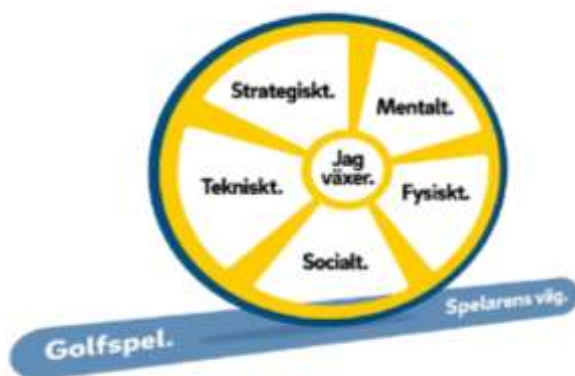 Strategiskt.
Mentalt.
Jag
växer.
Tekniskt.
Fysiskt.
Socialt.
Golfspel.
Spelarens väg.